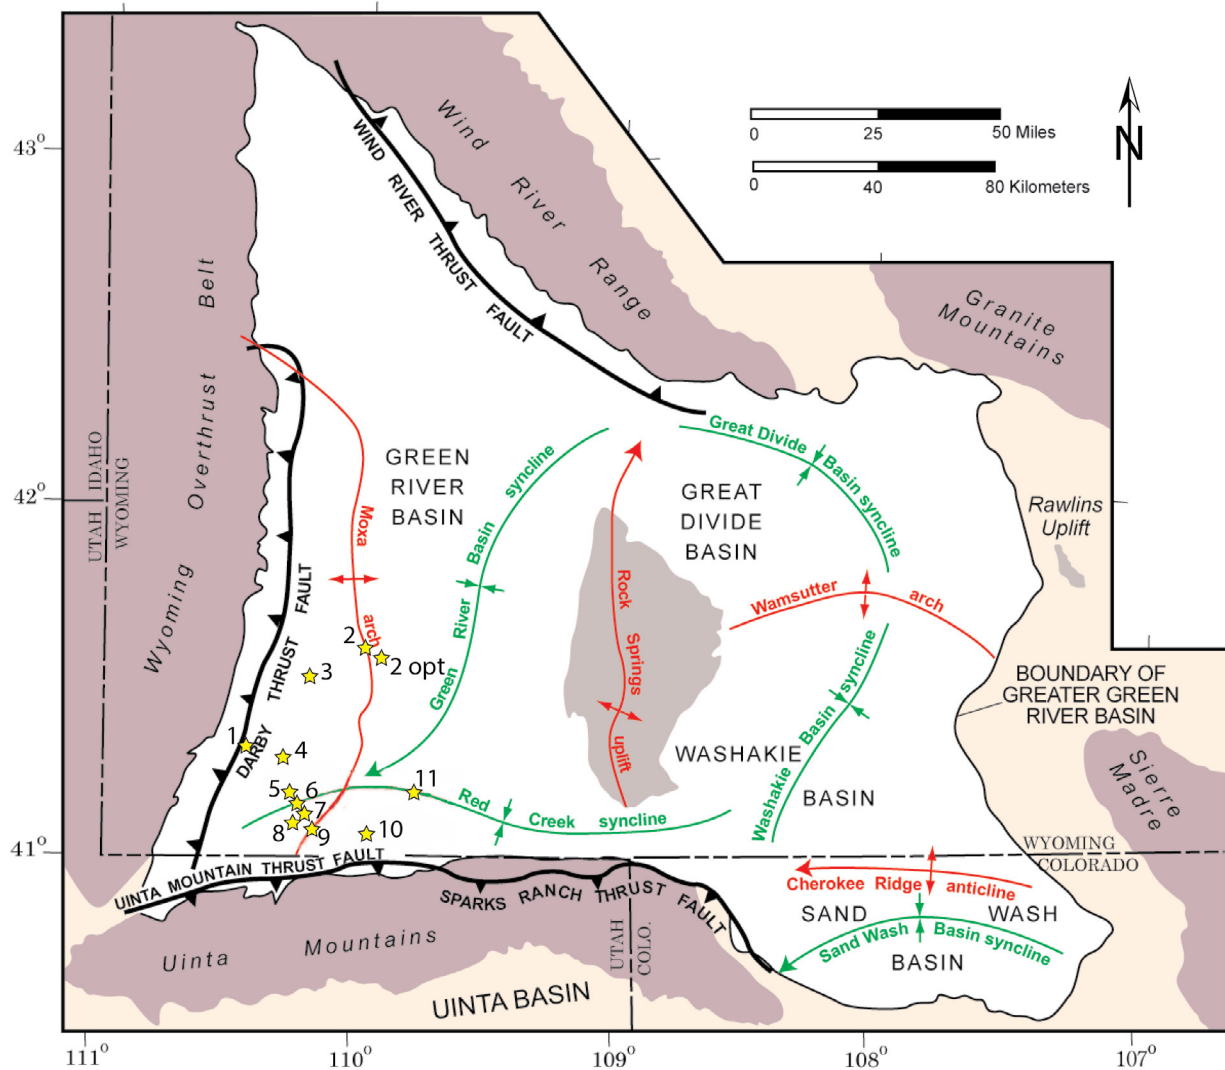 Wind
River
Range
0 25 50 Miles
0 40 80 Kilometers
N
43°
WIND RIVER THRUST FAULT
Granite
Mountains
Wyoming Overthrust Belt
Great Divide Basin syncline
GREEN
RIVER
BASIN
GREAT
DIVIDE
BASIN
42°
UTAH IDAHO
WYOMING
Moxa arch
Green River Basin syncline
Rock Springs uplift
Rawlins
Uplift
Wamsutter arch
DARBY THRUST FAULT
2
2 opt
3
1
4
5
6
7
8
9
10
11
BOUNDARY OF
GREATER GREEN
RIVER BASIN
WASHAKIE
BASIN
Washakie Basin syncline
Sierre
Madre
Red Creek syncline
41°
WYOMING
COLORADO
UINTA MOUNTAIN THRUST FAULT
SPARKS RANCH THRUST FAULT
Cherokee Ridge anticline
SAND WASH
BASIN
Sand Wash Basin syncline
UTAH
COLO.
Uinta Mountains
UINTA BASIN
111° 110° 109° 108° 107°